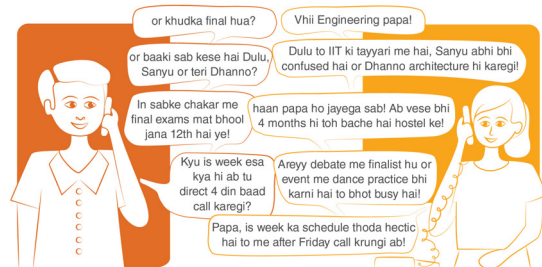 or khudka final hua?
Vhii Engineering papa!
or baaki sab kese hai Dulu,
Sanyu or teri Dhanno?
Dulu to IIT ki tayyari me hai, Sanyu abhi bhi
confused hai or Dhanno architecture hi karegi!
In sabke chakar me
final exams mat bhool
jana 12th hai ye!
haan papa ho jayega sab! Ab vese bhi
4 months hi toh bache hai hostel ke!
Kyu is week esa
kya hi ab tu
direct 4 din baad
call karegi?
Areyy debate me finalist hu or
event me dance practice bhi
karni hai to bhot busy hai!
Papa, is week ka schedule thoda hectic
hai to me after Friday call krungi ab!